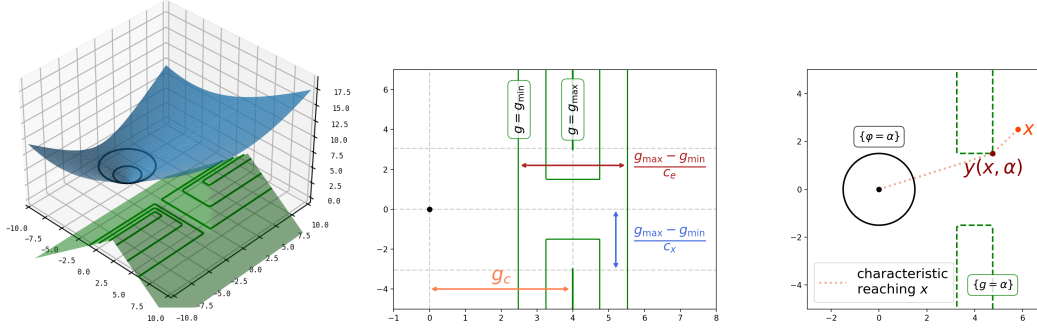 17.5
15.0
12.5
10.0
7.5
5.0
2.5
0.0
−10.0
−7.5
−5.0
−2.5
0.0
2.5
5.0
7.5
10.0
−10.0
−7.5
−5.0
−2.5
0.0
2.5
5.0
7.5
10.0
g = g_min
g = g_max
g_max − g_min
c_e
g_max − g_min
c_x
g_c
6
4
2
0
−2
−4
−1 0 1 2 3 4 5 6 7 8
4
2
0
−2
−4
{φ = α}
x
y(x, α)
characteristic
reaching x
{g = α}
−2 0 2 4 6